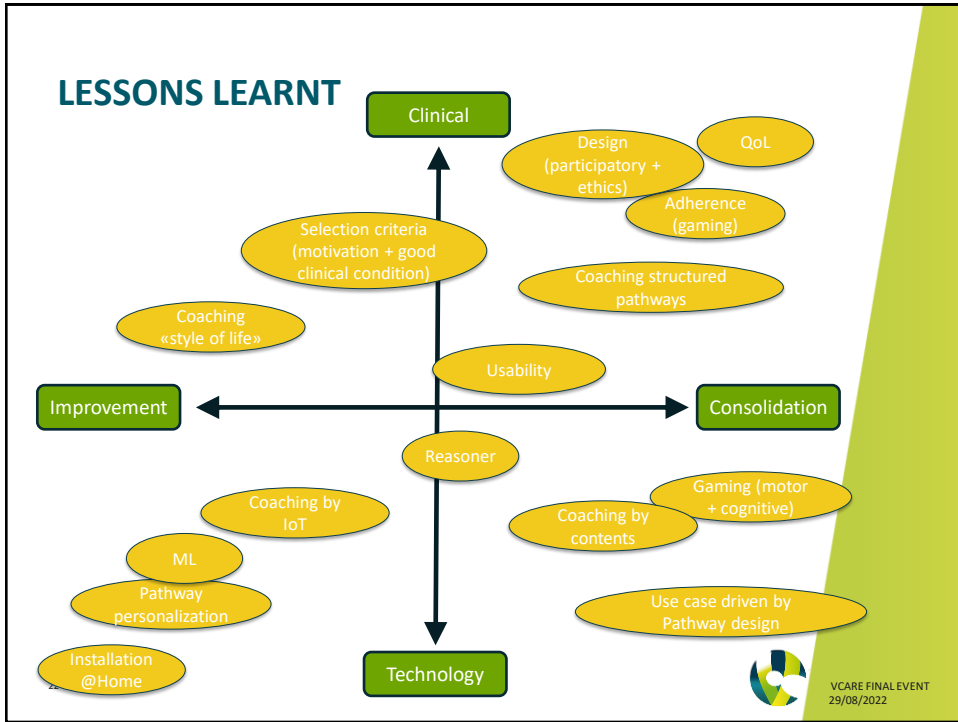 LESSONS LEARNT
Clinical
Design
(participatory +
ethics)
QoL
Adherence
(gaming)
Selection criteria
(motivation + good
clinical condition)
Coaching structured
pathways
Coaching
«style of life»
Usability
Improvement
Consolidation
Reasoner
Gaming (motor
+ cognitive)
Coaching by
IoT
Coaching by
contents
ML
Pathway
personalization
Use case driven by
Pathway design
Installation
@Home
Technology
VCARE FINAL EVENT
29/08/2022